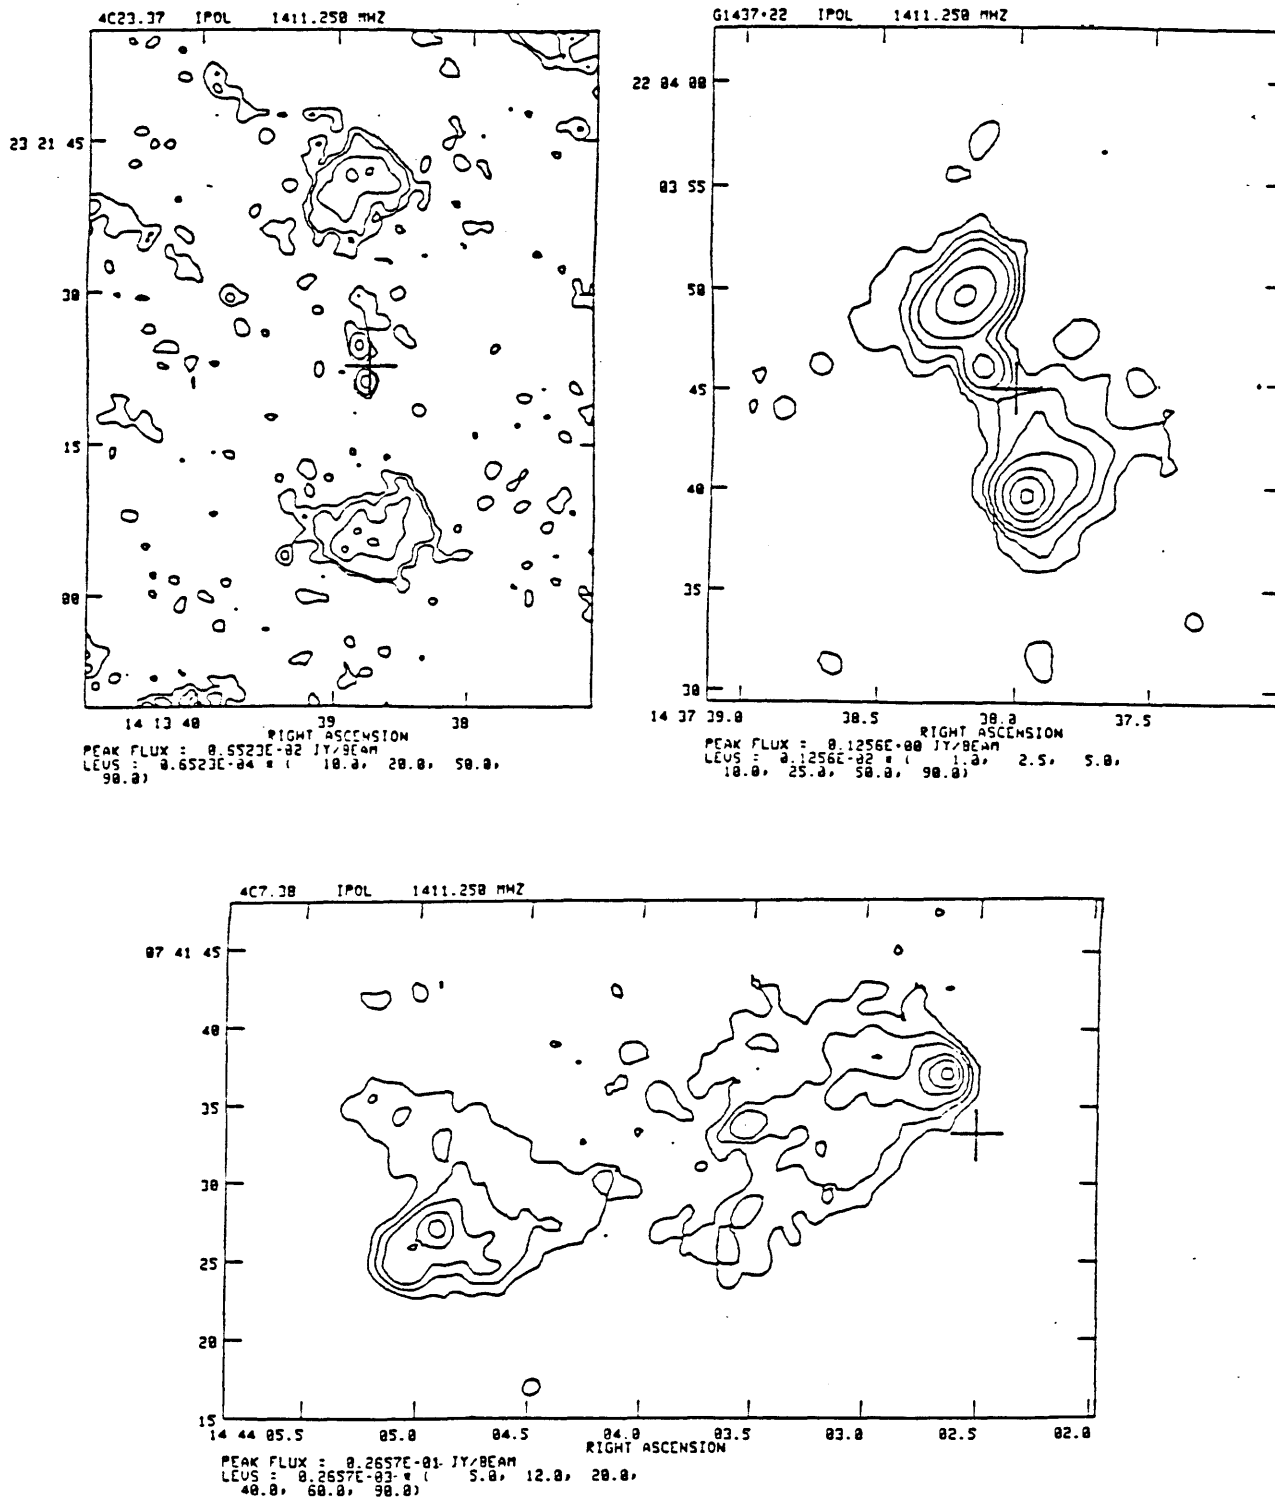 4C23.37 IPOL 1411.250 MHZ
23 21 45
30
15
00
14 13 40 39 38
RIGHT ASCENSION
PEAK FLUX = 0.6523E-02 JY/BEAM
LEVS = 0.6523E-04 * ( 10.0, 20.0, 50.0,
90.0)
G1437+22 IPOL 1411.250 MHZ
22 04 00
03 55
50
45
40
35
30
14 37 39.0 38.5 38.0 37.5
RIGHT ASCENSION
PEAK FLUX = 0.1256E+00 JY/BEAM
LEVS = 0.1256E-02 * ( 1.0, 2.5, 5.0,
10.0, 25.0, 50.0, 90.0)
4C7.38 IPOL 1411.250 MHZ
07 41 45
40
35
30
25
20
15
14 44 05.5 05.0 04.5 04.0 03.5 03.0 02.5 02.0
RIGHT ASCENSION
PEAK FLUX = 0.2657E-01 JY/BEAM
LEVS = 0.2657E-03 * ( 5.0, 12.0, 20.0,
40.0, 60.0, 90.0)